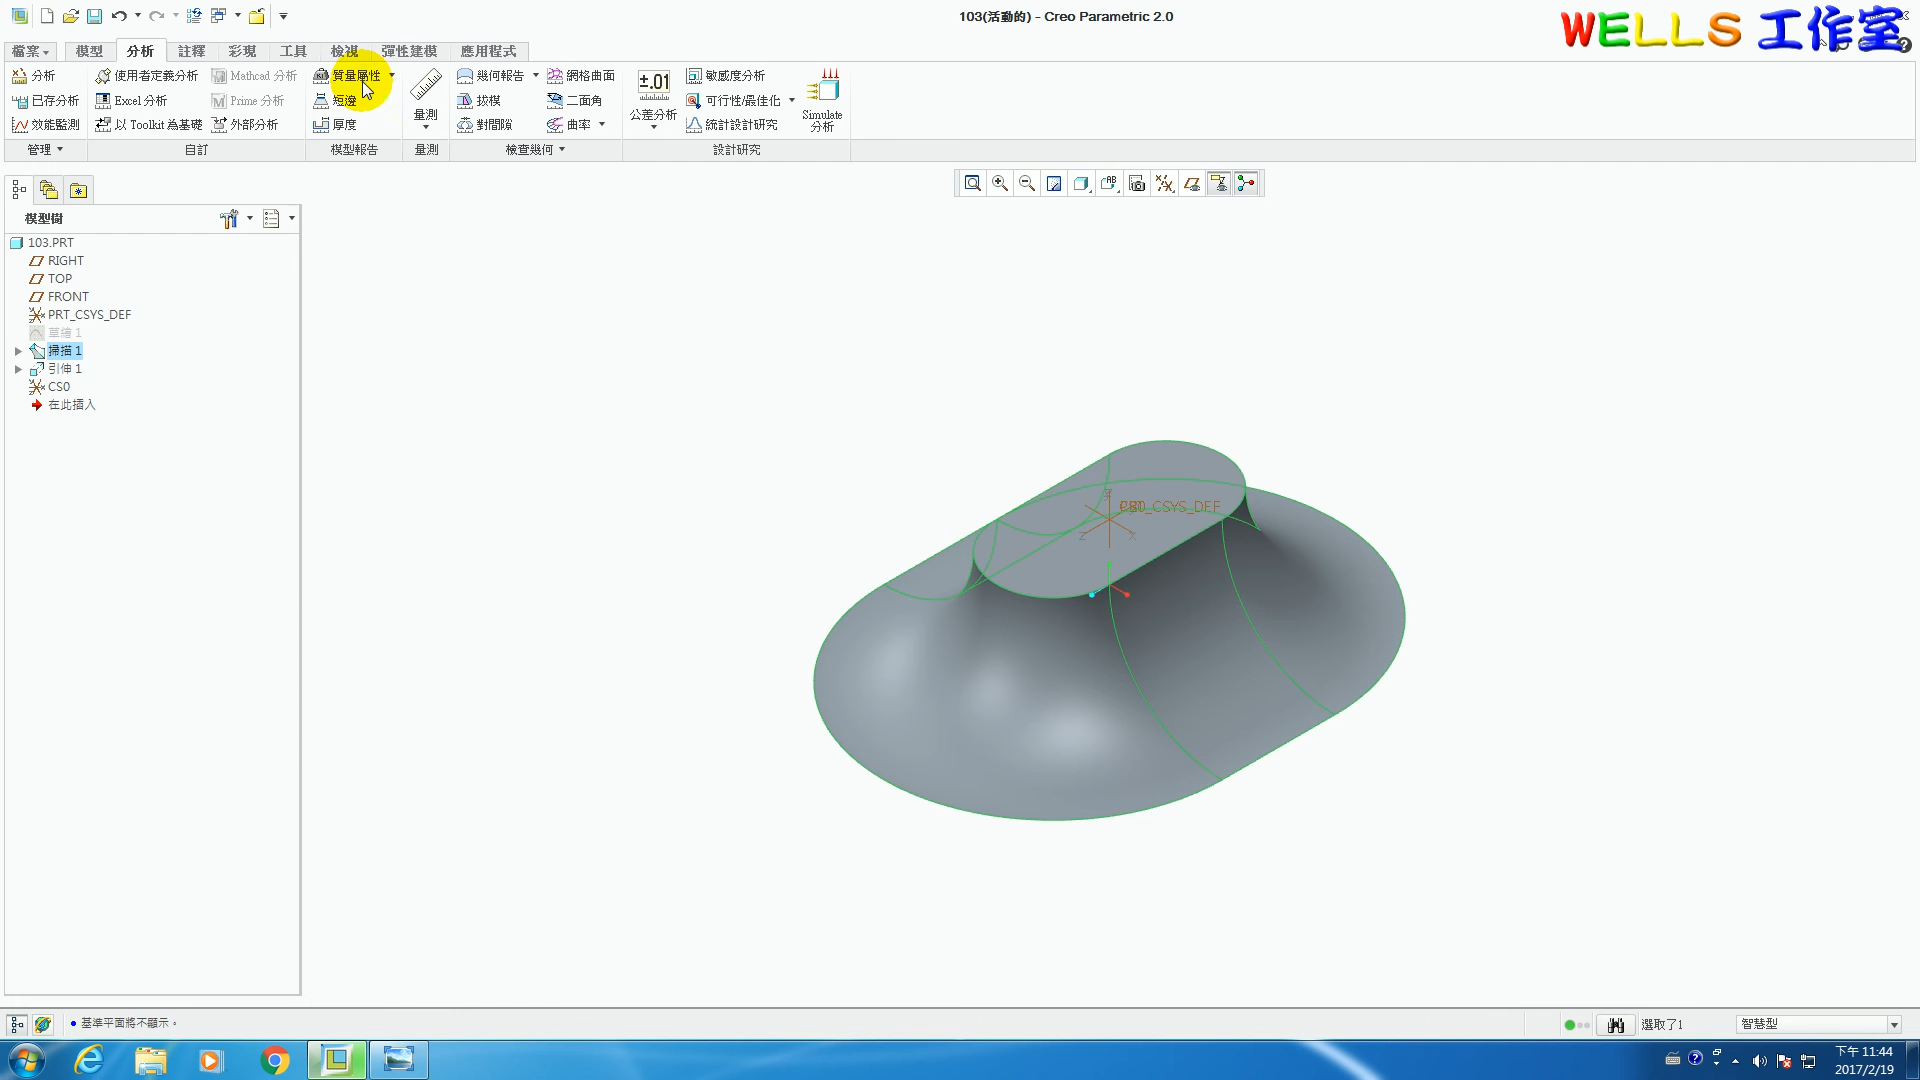 103(活動的) - Creo Parametric 2.0
WELLS 工作室
檔案 模型 分析 註釋 彩現 工具 檢視 彈性建模 應用程式
分析 使用者定義分析 Mathcad 分析 質量屬性 幾何報告 網格曲面 敏感度分析
已存分析 Excel 分析 Prime 分析 短邊 拔模 二面角 可行性/最佳化
效能監測 以 Toolkit 為基礎 外部分析 厚度 量測 對間隙 曲率 ±.01 公差分析 統計設計研究 Simulate 分析
管理 自訂 模型報告 量測 檢查幾何 設計研究
模型樹
103.PRT
RIGHT
TOP
FRONT
PRT_CSYS_DEF
草繪 1
掃描 1
引伸 1
CS0
在此插入
基準平面將不顯示。
選取了1
智慧型
下午 11:44
2017/2/19